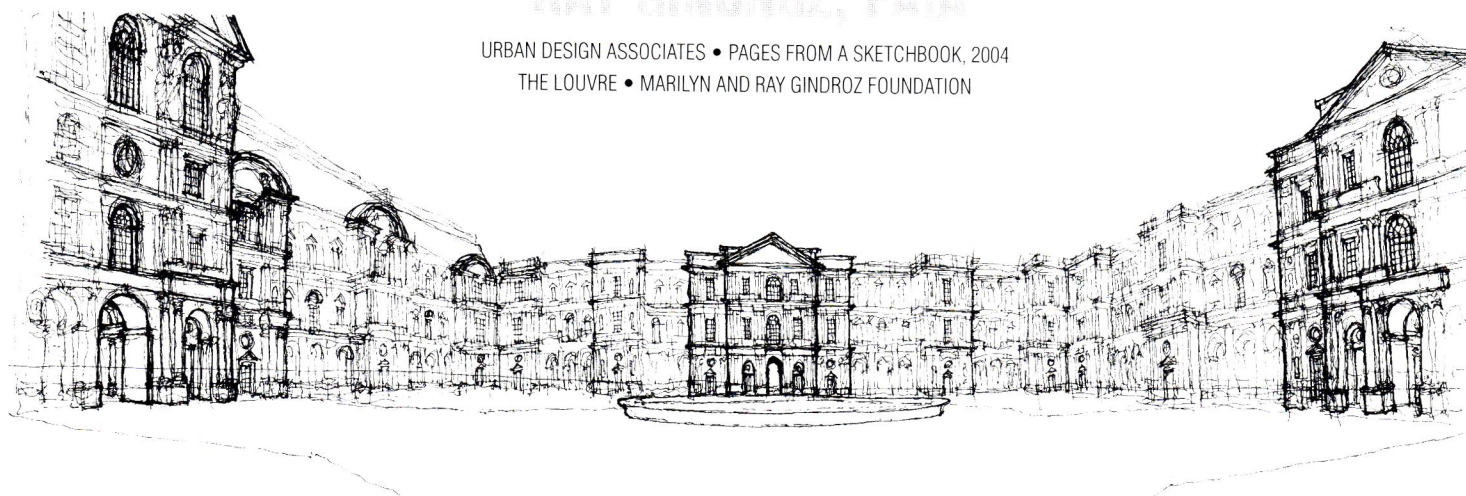 URBAN DESIGN ASSOCIATES • PAGES FROM A SKETCHBOOK, 2004
THE LOUVRE • MARILYN AND RAY GINDROZ FOUNDATION